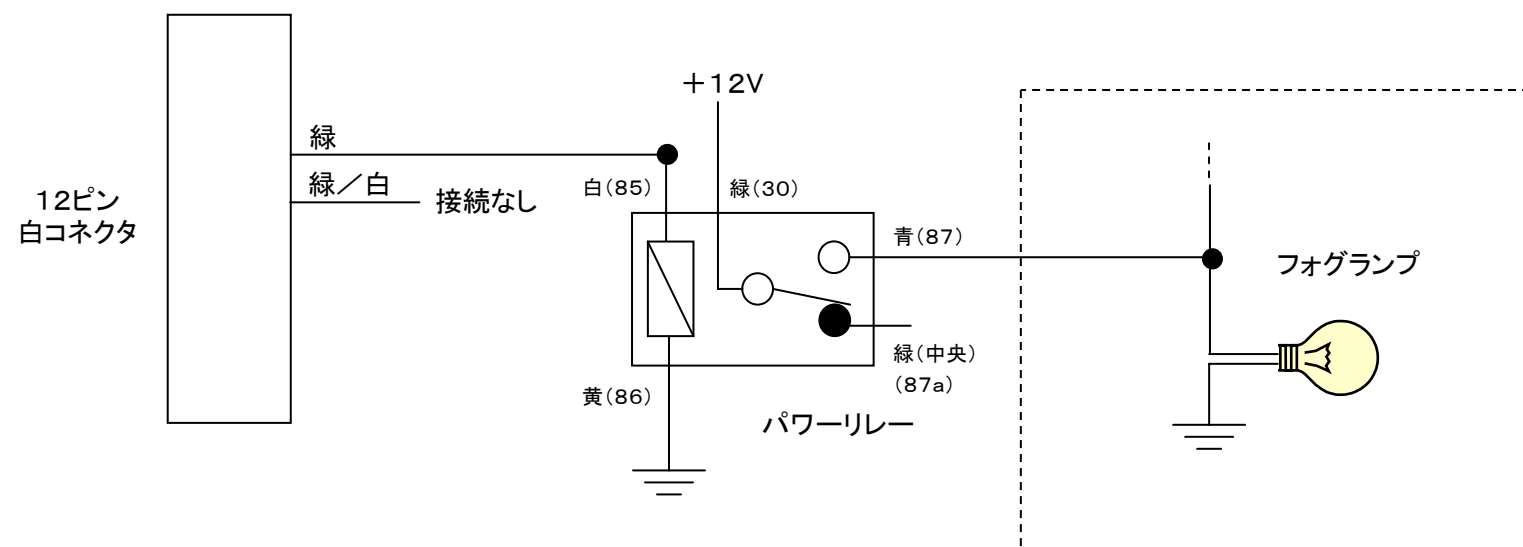 ＋１２Ｖ
緑
緑／白
接続なし
１２ピン
白コネクタ
白（８５）
緑（３０）
青（８７）
フォグランプ
緑（中央）
（８７ａ）
黄（８６）
パワーリレー